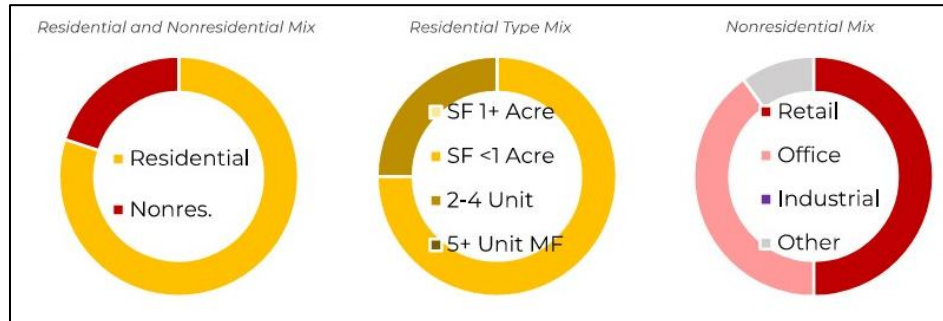 Residential and Nonresidential Mix
Residential
Nonres.
Residential Type Mix
SF 1+ Acre
SF <1 Acre
2-4 Unit
5+ Unit MF
Nonresidential Mix
Retail
Office
Industrial
Other